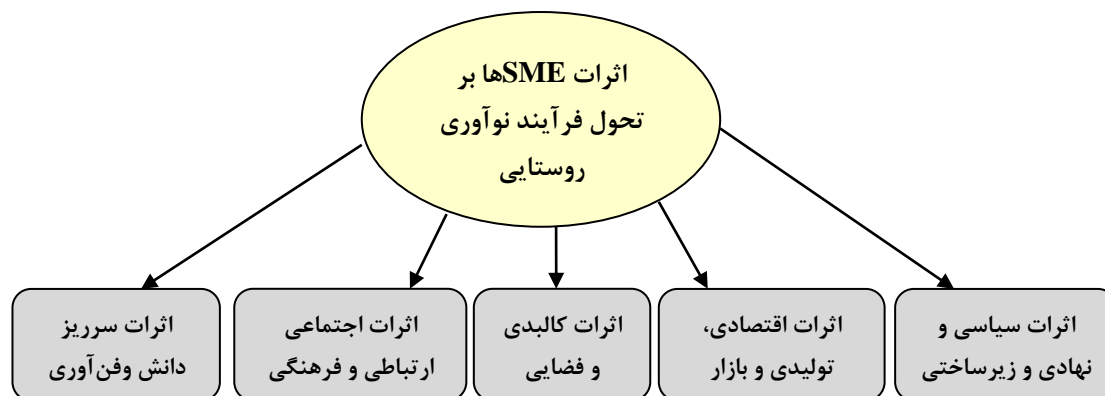 اثرات SMEها بر
تحول فرآیند نوآوری
روستایی
اثرات سیاسی و
نهادی و زیرساختی
اثرات اقتصادی،
تولیدی و بازار
اثرات کالبدی
و فضایی
اثرات اجتماعی
ارتباطی و فرهنگی
اثرات سرریز
دانش وفن‌آوری